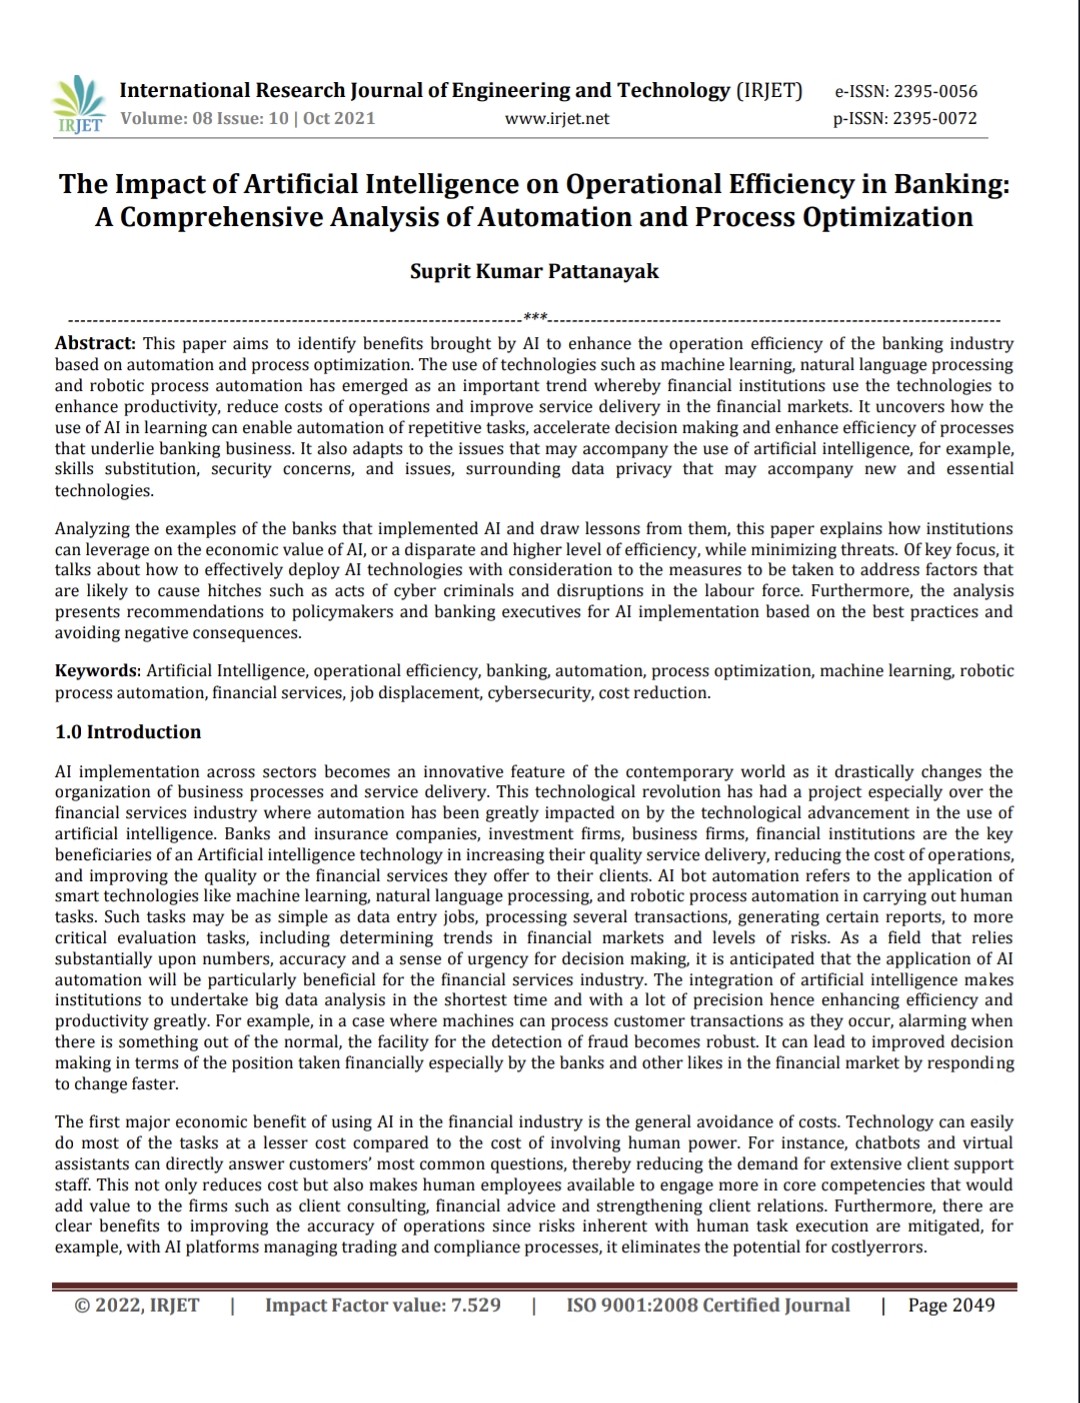 International Research Journal of Engineering and Technology (IRJET) e-ISSN: 2395-0056
IRJET Volume: 08 Issue: 10 | Oct 2021 www.irjet.net p-ISSN: 2395-0072
The Impact of Artificial Intelligence on Operational Efficiency in Banking:
A Comprehensive Analysis of Automation and Process Optimization
Suprit Kumar Pattanayak
---------------------------------------------------------------------------***---------------------------------------------------------------------------
Abstract: This paper aims to identify benefits brought by AI to enhance the operation efficiency of the banking industry
based on automation and process optimization. The use of technologies such as machine learning, natural language processing
and robotic process automation has emerged as an important trend whereby financial institutions use the technologies to
enhance productivity, reduce costs of operations and improve service delivery in the financial markets. It uncovers how the
use of AI in learning can enable automation of repetitive tasks, accelerate decision making and enhance efficiency of processes
that underlie banking business. It also adapts to the issues that may accompany the use of artificial intelligence, for example,
skills substitution, security concerns, and issues, surrounding data privacy that may accompany new and essential
technologies.
Analyzing the examples of the banks that implemented AI and draw lessons from them, this paper explains how institutions
can leverage on the economic value of AI, or a disparate and higher level of efficiency, while minimizing threats. Of key focus, it
talks about how to effectively deploy AI technologies with consideration to the measures to be taken to address factors that
are likely to cause hitches such as acts of cyber criminals and disruptions in the labour force. Furthermore, the analysis
presents recommendations to policymakers and banking executives for AI implementation based on the best practices and
avoiding negative consequences.
Keywords: Artificial Intelligence, operational efficiency, banking, automation, process optimization, machine learning, robotic
process automation, financial services, job displacement, cybersecurity, cost reduction.
1.0 Introduction
AI implementation across sectors becomes an innovative feature of the contemporary world as it drastically changes the
organization of business processes and service delivery. This technological revolution has had a project especially over the
financial services industry where automation has been greatly impacted on by the technological advancement in the use of
artificial intelligence. Banks and insurance companies, investment firms, business firms, financial institutions are the key
beneficiaries of an Artificial intelligence technology in increasing their quality service delivery, reducing the cost of operations,
and improving the quality or the financial services they offer to their clients. AI bot automation refers to the application of
smart technologies like machine learning, natural language processing, and robotic process automation in carrying out human
tasks. Such tasks may be as simple as data entry jobs, processing several transactions, generating certain reports, to more
critical evaluation tasks, including determining trends in financial markets and levels of risks. As a field that relies
substantially upon numbers, accuracy and a sense of urgency for decision making, it is anticipated that the application of AI
automation will be particularly beneficial for the financial services industry. The integration of artificial intelligence makes
institutions to undertake big data analysis in the shortest time and with a lot of precision hence enhancing efficiency and
productivity greatly. For example, in a case where machines can process customer transactions as they occur, alarming when
there is something out of the normal, the facility for the detection of fraud becomes robust. It can lead to improved decision
making in terms of the position taken financially especially by the banks and other likes in the financial market by responding
to change faster.
The first major economic benefit of using AI in the financial industry is the general avoidance of costs. Technology can easily
do most of the tasks at a lesser cost compared to the cost of involving human power. For instance, chatbots and virtual
assistants can directly answer customers' most common questions, thereby reducing the demand for extensive client support
staff. This not only reduces cost but also makes human employees available to engage more in core competencies that would
add value to the firms such as client consulting, financial advice and strengthening client relations. Furthermore, there are
clear benefits to improving the accuracy of operations since risks inherent with human task execution are mitigated, for
example, with AI platforms managing trading and compliance processes, it eliminates the potential for costlyerrors.
© 2022, IRJET | Impact Factor value: 7.529 | ISO 9001:2008 Certified Journal | Page 2049